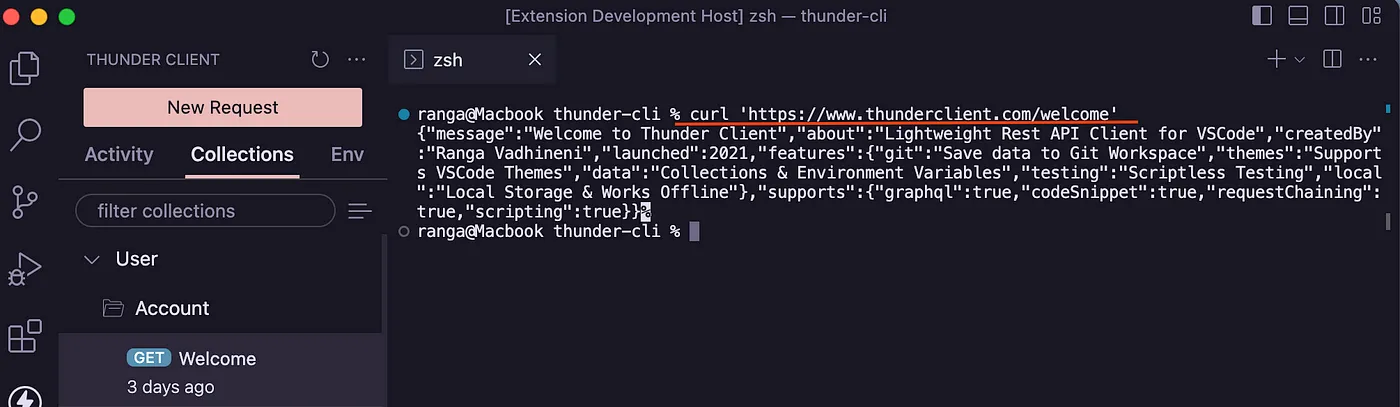 [Extension Development Host] zsh — thunder-cli
THUNDER CLIENT
New Request
Activity
Collections
Env
filter collections
User
Account
GET Welcome
3 days ago
zsh
ranga@Macbook thunder-cli % curl 'https://www.thunderclient.com/welcome'
{"message":"Welcome to Thunder Client","about":"Lightweight Rest API Client for VSCode","createdBy
":"Ranga Vadhineni","launched":2021,"features":{"git":"Save data to Git Workspace","themes":"Support
s VSCode Themes","data":"Collections & Environment Variables","testing":"Scriptless Testing","local
":"Local Storage & Works Offline"},"supports":{"graphql":true,"codeSnippet":true,"requestChaining":
true,"scripting":true}}%
ranga@Macbook thunder-cli %